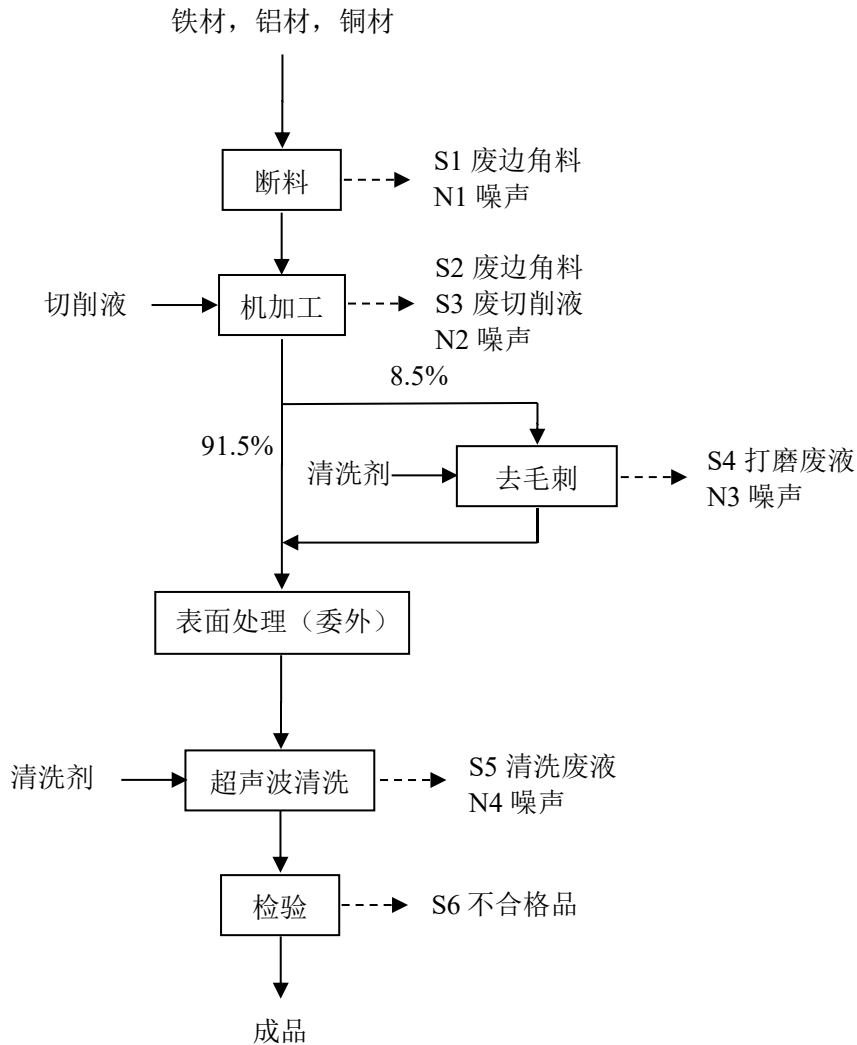 铁材，铝材，铜材
断料
S1 废边角料
N1 噪声
切削液
机加工
S2 废边角料
S3 废切削液
N2 噪声
8.5%
91.5%
清洗剂
去毛刺
S4 打磨废液
N3 噪声
表面处理（委外）
清洗剂
超声波清洗
S5 清洗废液
N4 噪声
检验
S6 不合格品
成品